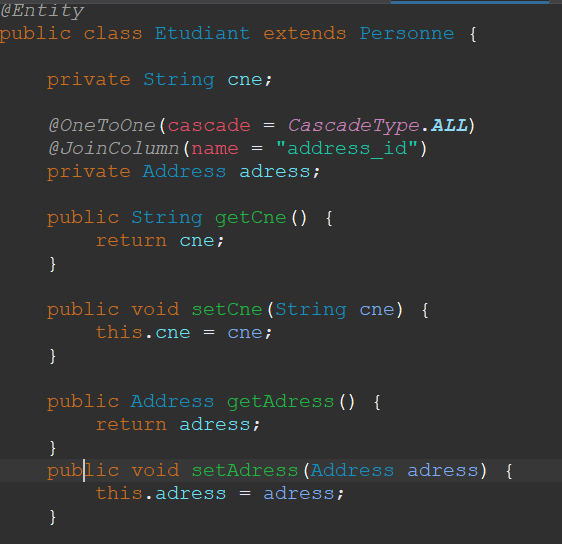 @Entity
public class Etudiant extends Personne {
private String cne;
@OneToOne(cascade = CascadeType.ALL)
@JoinColumn(name = "address_id")
private Address adress;
public String getCne() {
return cne;
}
public void setCne(String cne) {
this.cne = cne;
}
public Address getAdress() {
return adress;
}
public void setAdress(Address adress) {
this.adress = adress;
}